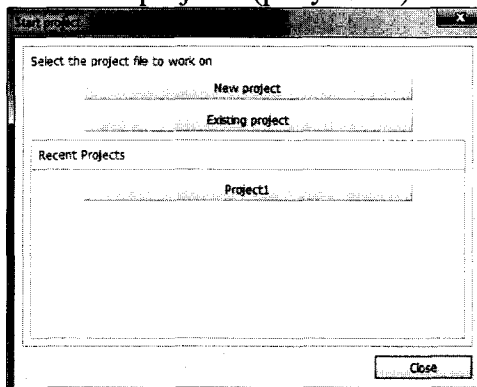 Select the project file to work on
New project
Existing project
Recent Projects
Project1
Close